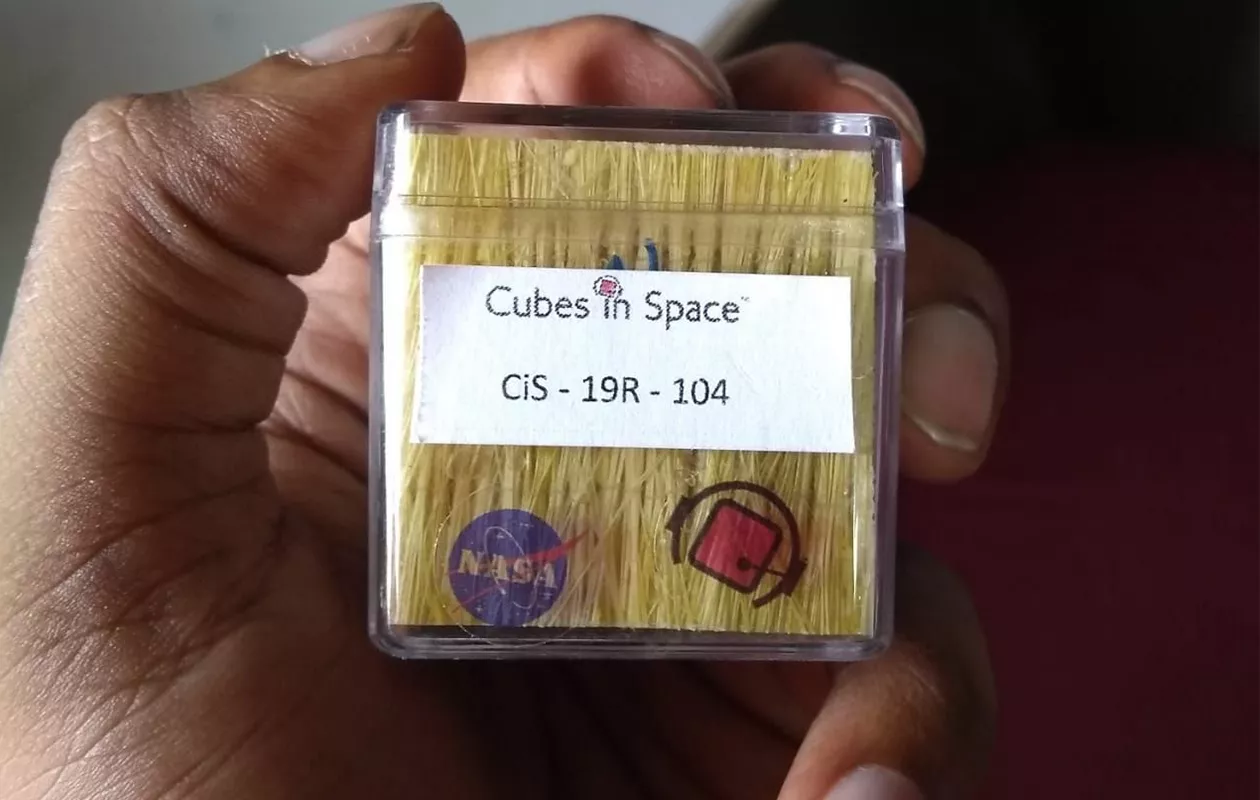 Cubes in Space™
CiS - 19R - 104
NASA